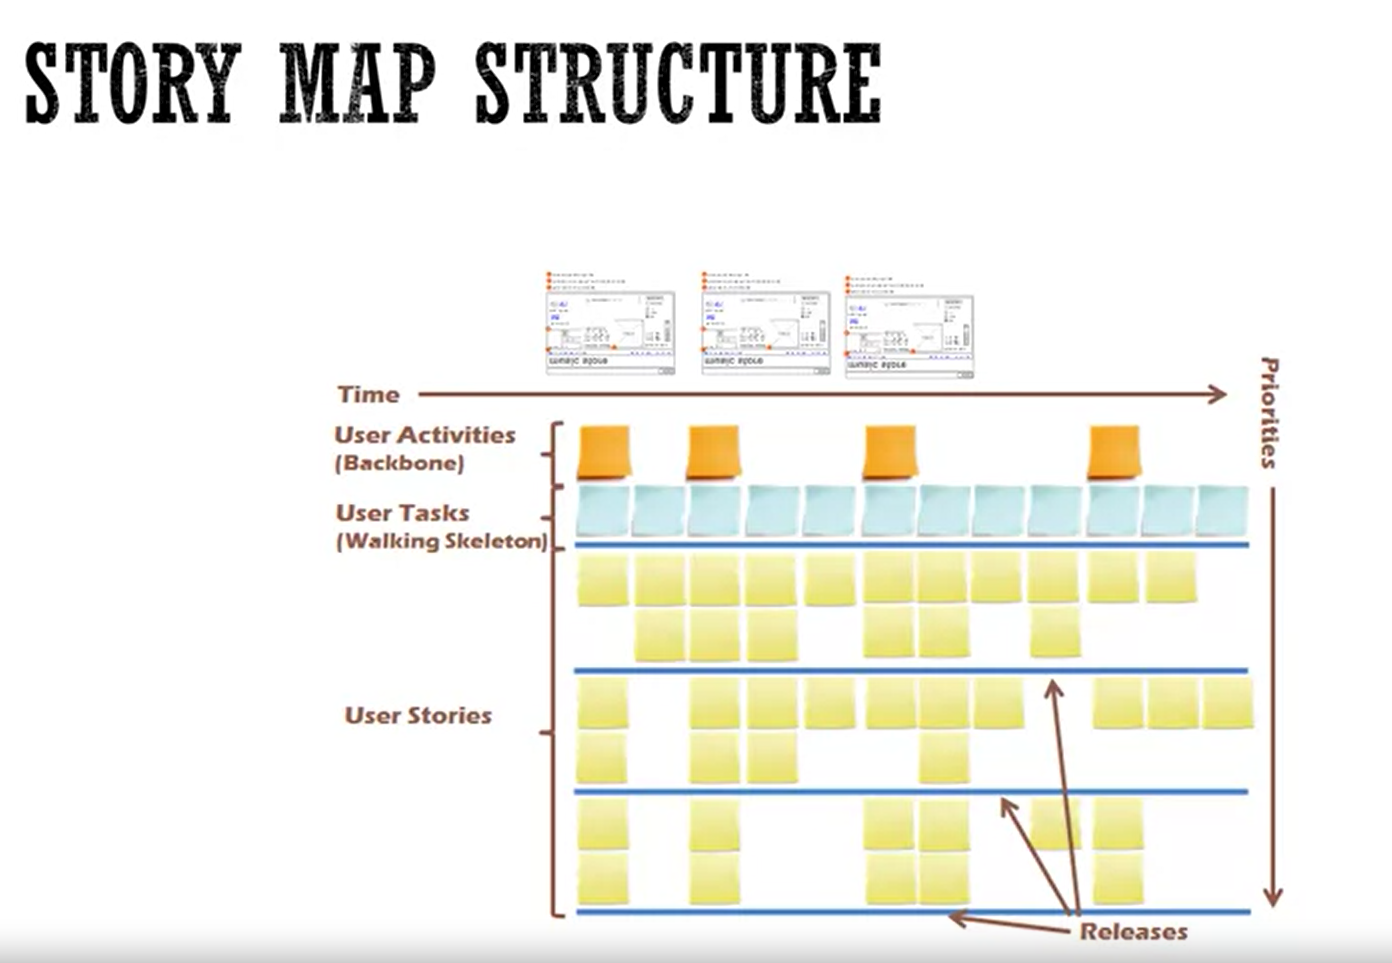 STORY MAP STRUCTURE
Time
Priorities
User Activities
(Backbone)
User Tasks
(Walking Skeleton)
User Stories
Releases